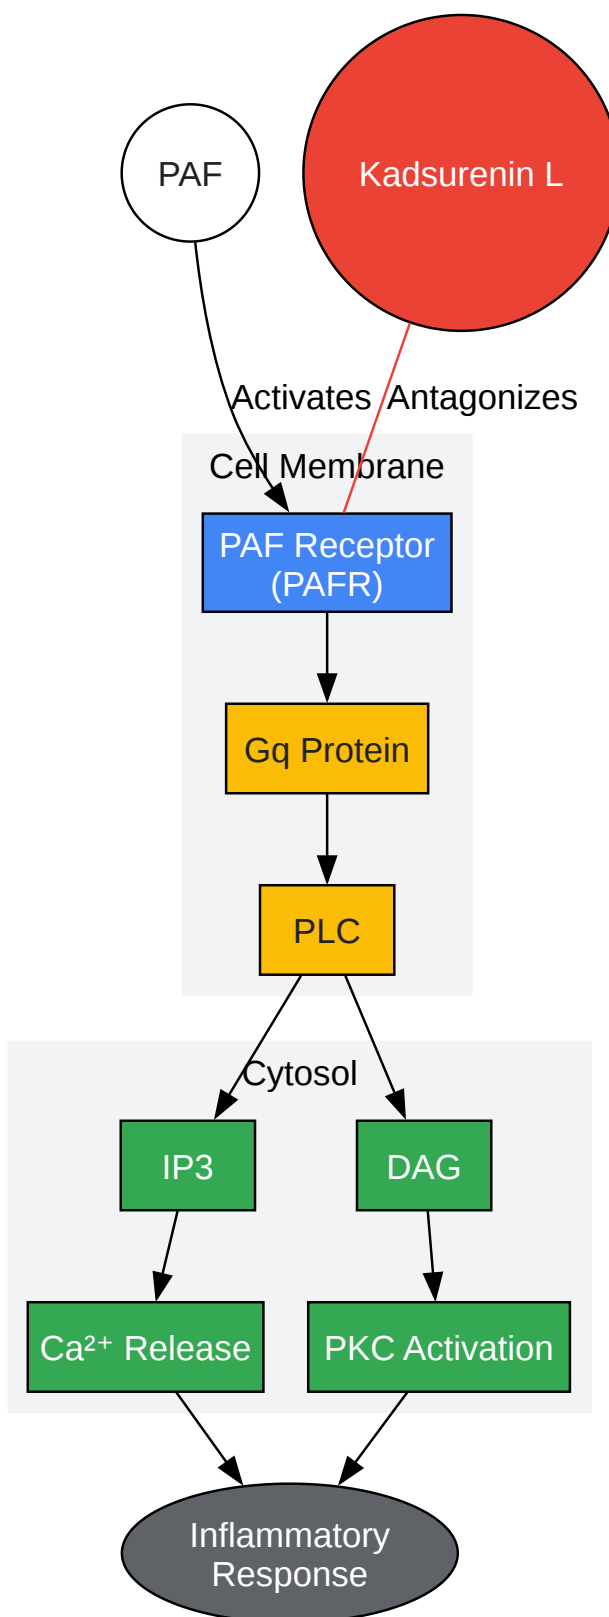 PAF
Kadsurenin L
Activates
Antagonizes
Cell Membrane
PAF Receptor
(PAFR)
Gq Protein
PLC
Cytosol
IP3
DAG
Ca²⁺ Release
PKC Activation
Inflammatory
Response